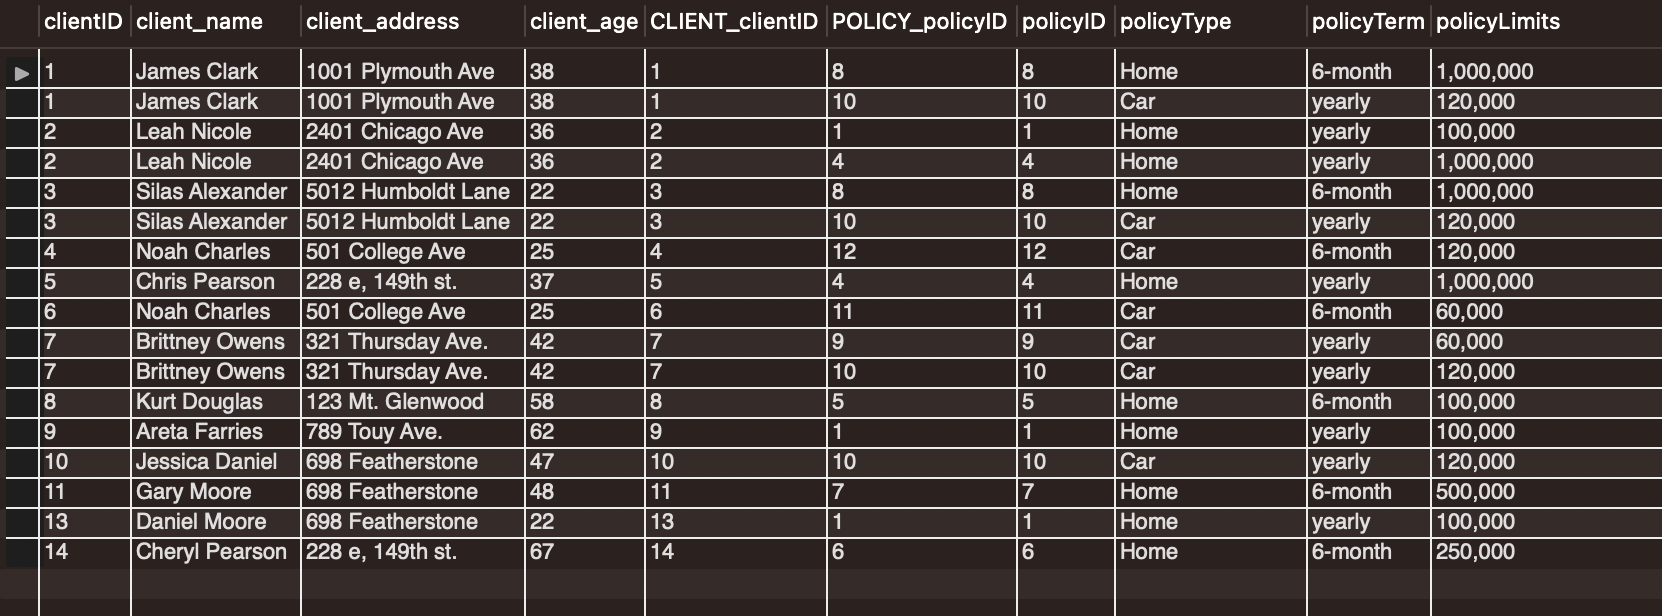 clientID client_name client_address client_age CLIENT_clientID POLICY_policyID policyID policyType policyTerm policyLimits
1 James Clark 1001 Plymouth Ave 38 1 8 8 Home 6-month 1,000,000
1 James Clark 1001 Plymouth Ave 38 1 10 10 Car yearly 120,000
2 Leah Nicole 2401 Chicago Ave 36 2 1 1 Home yearly 100,000
2 Leah Nicole 2401 Chicago Ave 36 2 4 4 Home yearly 1,000,000
3 Silas Alexander 5012 Humboldt Lane 22 3 8 8 Home 6-month 1,000,000
3 Silas Alexander 5012 Humboldt Lane 22 3 10 10 Car yearly 120,000
4 Noah Charles 501 College Ave 25 4 12 12 Car 6-month 120,000
5 Chris Pearson 228 e, 149th st. 37 5 4 4 Home yearly 1,000,000
6 Noah Charles 501 College Ave 25 6 11 11 Car 6-month 60,000
7 Brittney Owens 321 Thursday Ave. 42 7 9 9 Car yearly 60,000
7 Brittney Owens 321 Thursday Ave. 42 7 10 10 Car yearly 120,000
8 Kurt Douglas 123 Mt. Glenwood 58 8 5 5 Home 6-month 100,000
9 Areta Farries 789 Touy Ave. 62 9 1 1 Home yearly 100,000
10 Jessica Daniel 698 Featherstone 47 10 10 10 Car yearly 120,000
11 Gary Moore 698 Featherstone 48 11 7 7 Home 6-month 500,000
13 Daniel Moore 698 Featherstone 22 13 1 1 Home yearly 100,000
14 Cheryl Pearson 228 e, 149th st. 67 14 6 6 Home 6-month 250,000